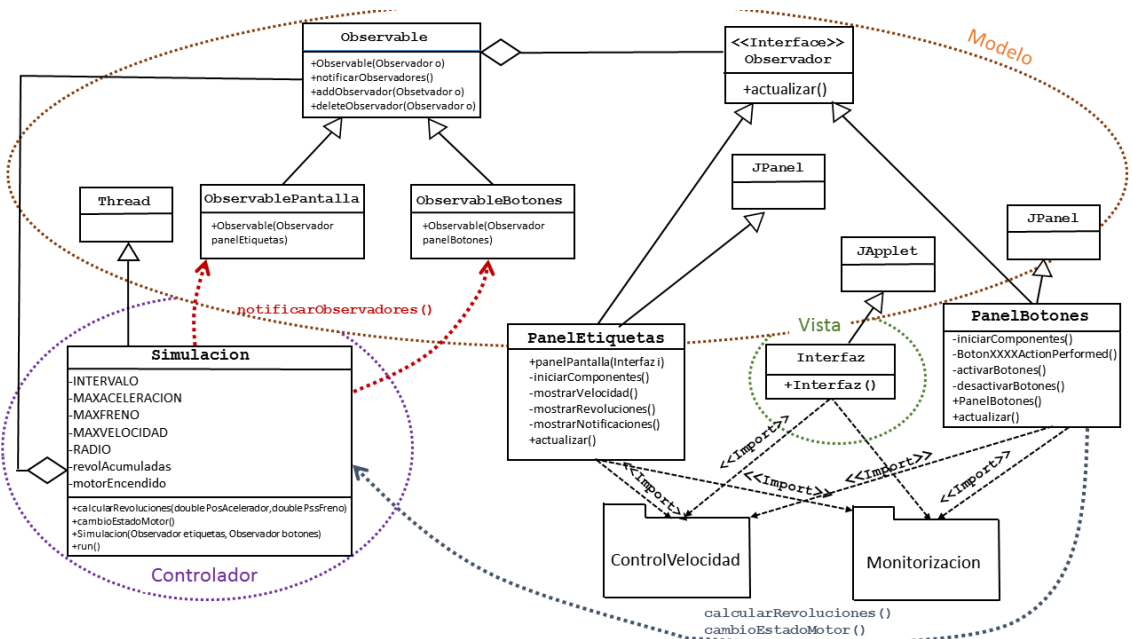 Observable
+Observable(Observador o)
+notificarObservadores()
+addObservador(Obsetvador o)
+deleteObservador(Observador o)
<<Interface>>
Observador
+actualizar()
Modelo
Thread
ObservablePantalla
+Observable(Observador
panelEtiquetas)
ObservableBotones
+Observable(Observador
panelBotones)
JPanel
JPanel
JApplet
notificarObservadores()
Simulacion
-INTERVALO
-MAXACELERACION
-MAXFRENO
-MAXVELOCIDAD
-RADIO
-revolAcumuladas
-motorEncendido
+calcularRevoluciones(double PosAcelerador,double PssFreno)
+cambioEstadoMotor()
+Simulacion(Observador etiquetas, Observador botones)
+run()
Controlador
PanelEtiquetas
+panelPantalla(Interfaz i)
-iniciarComponentes()
-mostrarVelocidad()
-mostrarRevoluciones()
-mostrarNotificaciones()
+actualizar()
Vista
Interfaz
+Interfaz()
PanelBotones
-iniciarComponentes()
-BotonXXXXActionPerformed()
-activarBotones()
-desactivarBotones()
+PanelBotones()
+actualizar()
<<Import>>
<<Import>>
<<Import>>
<<Import>>
<<Import>>
ControlVelocidad
Monitorizacion
calcularRevoluciones()
cambioEstadoMotor()